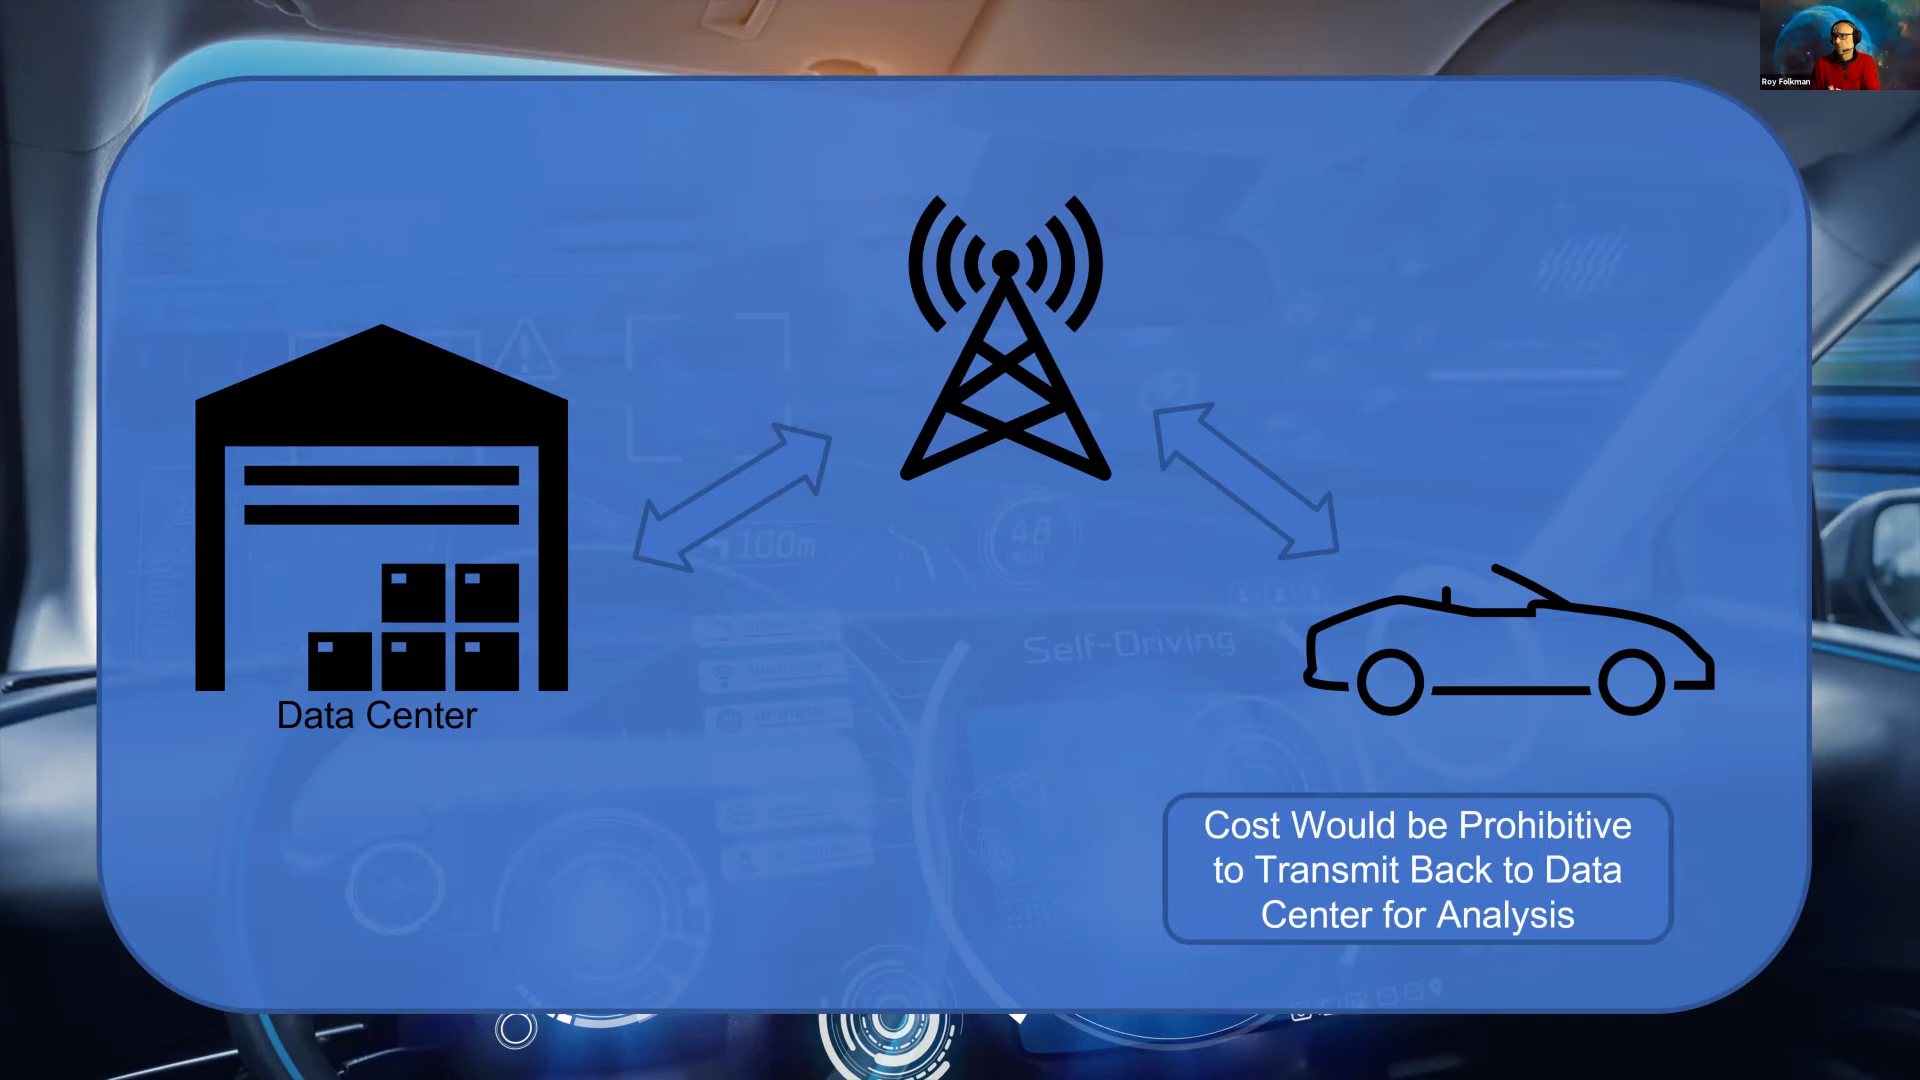 Roy Folkman
100m
48
Self-Driving
Data Center
Cost Would be Prohibitive
to Transmit Back to Data
Center for Analysis